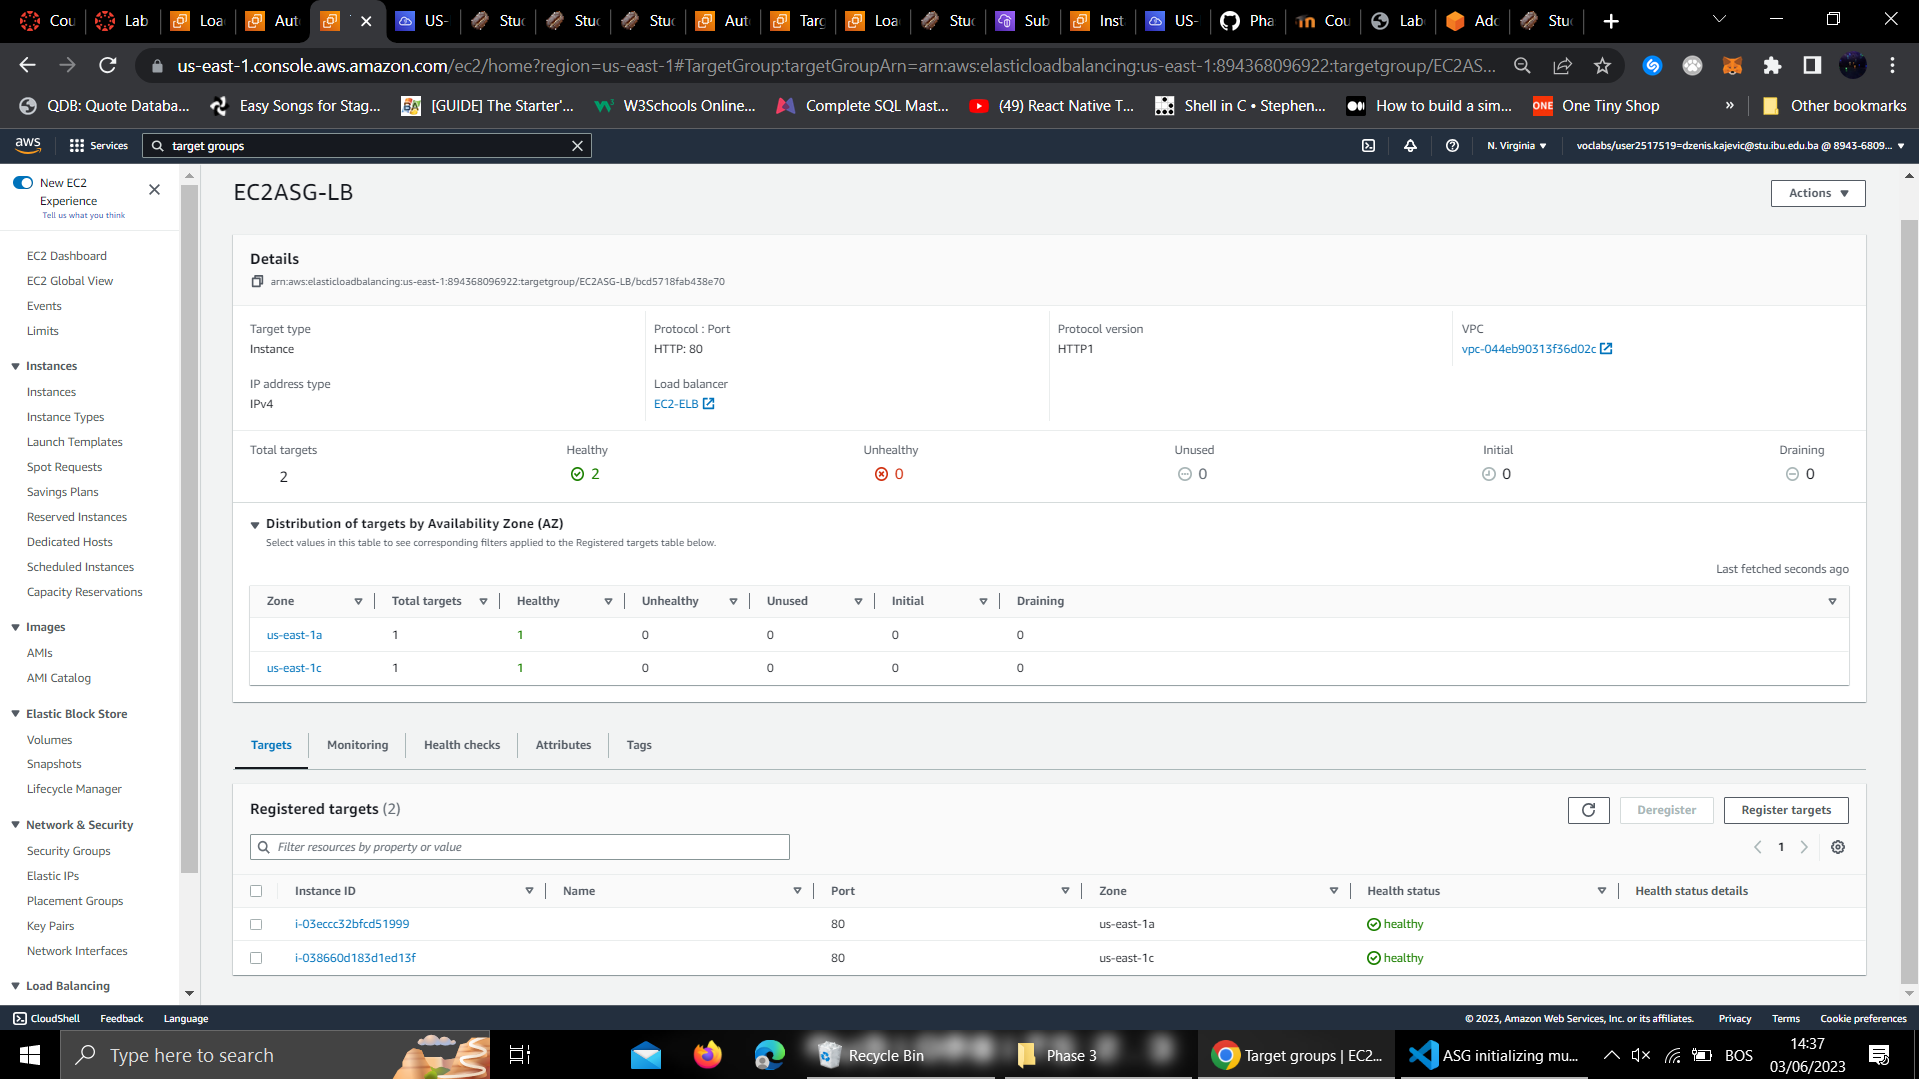 Cou Lab Loa Aut T US- Stuc Stuc Stuc Aut Targ Loa Stuc Sub Inst US- Pha Cou Lab Add Stuc
us-east-1.console.aws.amazon.com/ec2/home?region=us-east-1#TargetGroup:targetGroupArn=arn:aws:elasticloadbalancing:us-east-1:894368096922:targetgroup/EC2AS...
QDB: Quote Databa... Easy Songs for Stag... [GUIDE] The Starter'... W3Schools Online... Complete SQL Mast... (49) React Native T... Shell in C • Stephen... How to build a sim... ONE One Tiny Shop » Other bookmarks
aws Services target groups N. Virginia voclabs/user2517519=dzenis.kajevic@stu.ibu.edu.ba @ 8943-6809...
New EC2
Experience
Tell us what you think
EC2 Dashboard
EC2 Global View
Events
Limits
Instances
Instances
Instance Types
Launch Templates
Spot Requests
Savings Plans
Reserved Instances
Dedicated Hosts
Scheduled Instances
Capacity Reservations
Images
AMIs
AMI Catalog
Elastic Block Store
Volumes
Snapshots
Lifecycle Manager
Network & Security
Security Groups
Elastic IPs
Placement Groups
Key Pairs
Network Interfaces
Load Balancing
EC2ASG-LB
Actions
Details
arn:aws:elasticloadbalancing:us-east-1:894368096922:targetgroup/EC2ASG-LB/bcd5718fab438e70
Target type Protocol : Port Protocol version VPC
Instance HTTP: 80 HTTP1 vpc-044eb90313f36d02c
IP address type Load balancer
IPv4 EC2-ELB
Total targets Healthy Unhealthy Unused Initial Draining
2 2 0 0 0 0
Distribution of targets by Availability Zone (AZ)
Select values in this table to see corresponding filters applied to the Registered targets table below.
Last fetched seconds ago
Zone Total targets Healthy Unhealthy Unused Initial Draining
us-east-1a 1 1 0 0 0 0
us-east-1c 1 1 0 0 0 0
Targets Monitoring Health checks Attributes Tags
Registered targets (2)
Deregister Register targets
Filter resources by property or value
1
Instance ID Name Port Zone Health status Health status details
i-03eccc32bfcd51999 80 us-east-1a healthy
i-038660d183d1ed13f 80 us-east-1c healthy
CloudShell Feedback Language © 2023, Amazon Web Services, Inc. or its affiliates. Privacy Terms Cookie preferences
Type here to search Recycle Bin Phase 3 Target groups | EC2... ASG initializing mu... BOS 14:37
03/06/2023